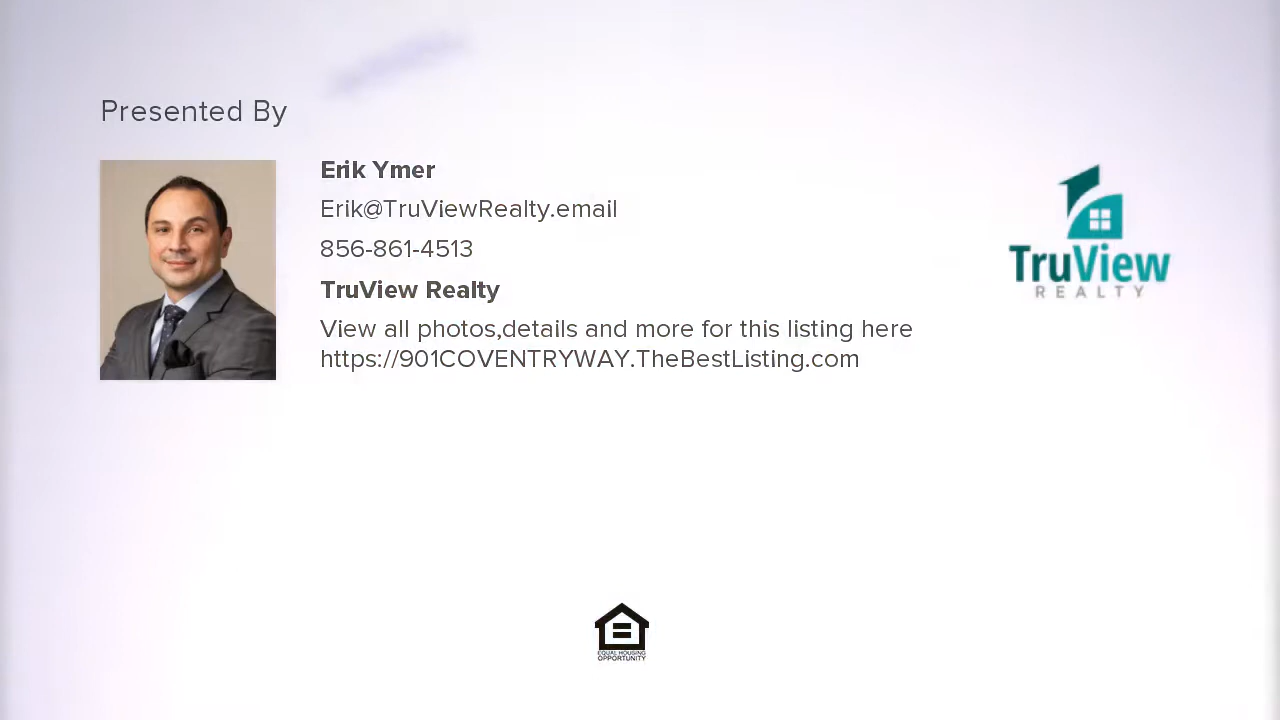 Presented By
Erik Ymer
Erik@TruViewRealty.email
856-861-4513
TruView Realty
View all photos,details and more for this listing here
https://901COVENTRYWAY.TheBestListing.com
TruView
REALTY
EQUAL HOUSING
OPPORTUNITY